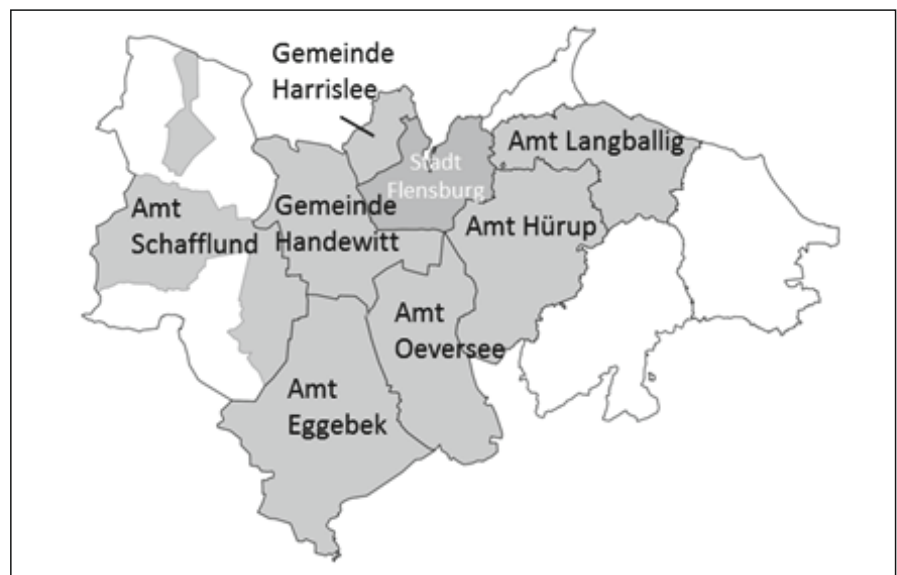 Gemeinde
Harrislee
Amt Langballig
Stadt
Flensburg
Amt
Schafflund
Gemeinde
Handewitt
Amt Hürup
Amt
Oeversee
Amt
Eggebek